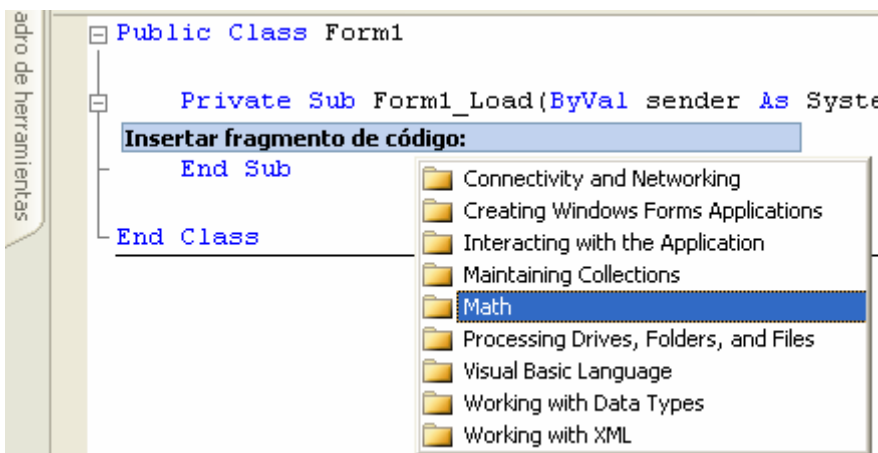 adro de herramientas
Public Class Form1
Private Sub Form1_Load(ByVal sender As Syste
Insertar fragmento de código:
End Sub
End Class
Connectivity and Networking
Creating Windows Forms Applications
Interacting with the Application
Maintaining Collections
Math
Processing Drives, Folders, and Files
Visual Basic Language
Working with Data Types
Working with XML